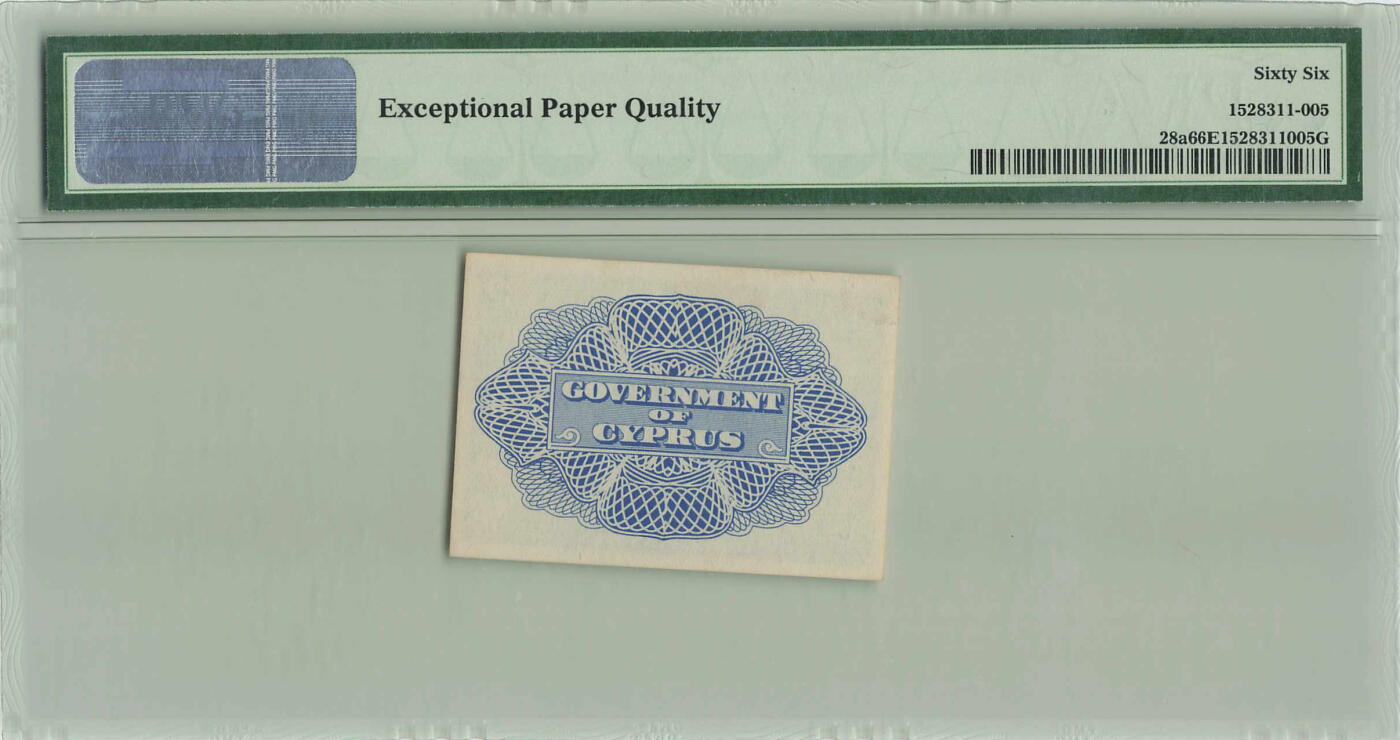 Exceptional Paper Quality
Sixty Six
1528311-005
28a66E1528311005G
GOVERNMENT
OF
CYPRUS